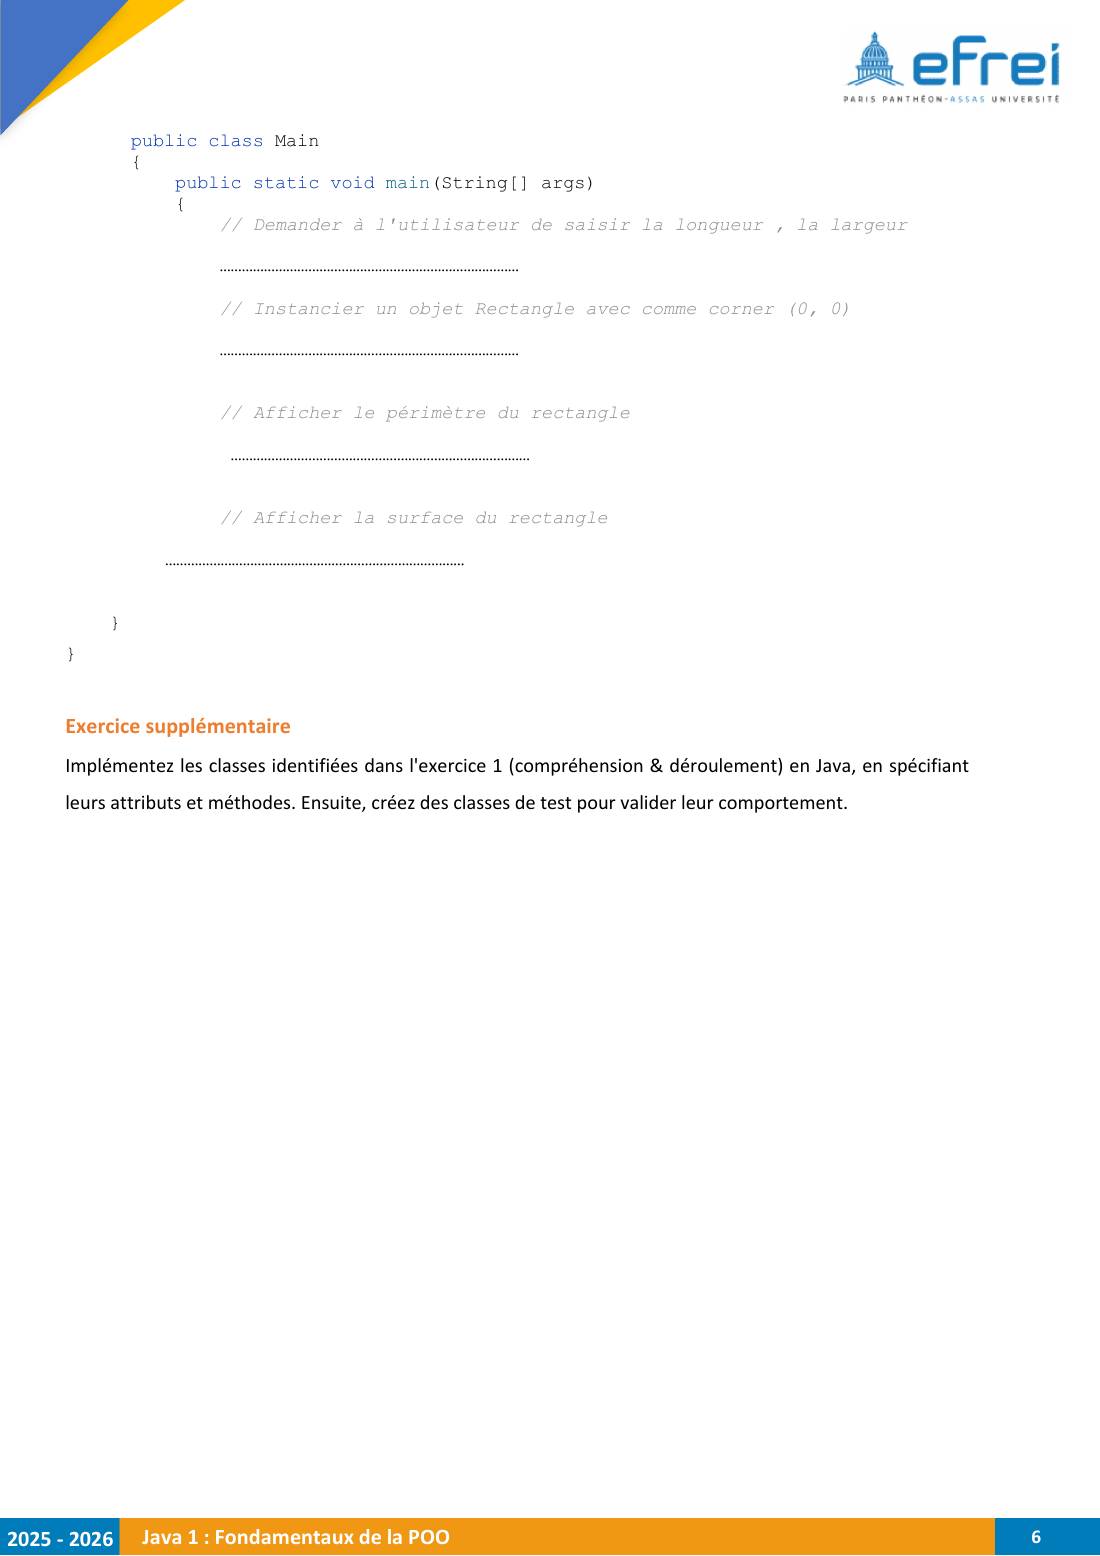 efrei
PARIS PANTHÉON-ASSAS UNIVERSITÉ
public class Main
{
public static void main(String[] args)
{
// Demander à l'utilisateur de saisir la longueur , la largeur
.................................................................................
// Instancier un objet Rectangle avec comme corner (0, 0)
.................................................................................
// Afficher le périmètre du rectangle
.................................................................................
// Afficher la surface du rectangle
.................................................................................
}
}
Exercice supplémentaire
Implémentez les classes identifiées dans l'exercice 1 (compréhension & déroulement) en Java, en spécifiant
leurs attributs et méthodes. Ensuite, créez des classes de test pour valider leur comportement.
2025 - 2026 Java 1 : Fondamentaux de la POO 6